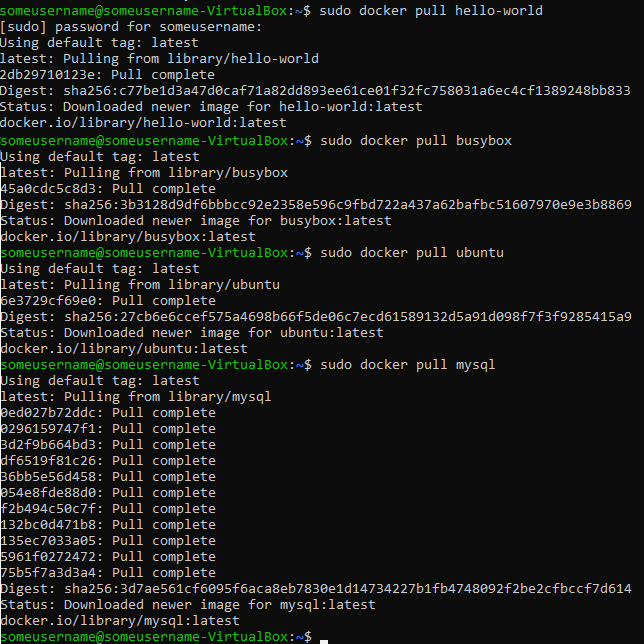 someusername@someusername-VirtualBox:~$ sudo docker pull hello-world
[sudo] password for someusername:
Using default tag: latest
latest: Pulling from library/hello-world
2db29710123e: Pull complete
Digest: sha256:c77be1d3a47d0caf71a82dd893ee61ce01f32fc758031a6ec4cf1389248bb833
Status: Downloaded newer image for hello-world:latest
docker.io/library/hello-world:latest
someusername@someusername-VirtualBox:~$ sudo docker pull busybox
Using default tag: latest
latest: Pulling from library/busybox
45a0cdc5c8d3: Pull complete
Digest: sha256:3b3128d9df6bbbcc92e2358e596c9fbd722a437a62bafbc51607970e9e3b8869
Status: Downloaded newer image for busybox:latest
docker.io/library/busybox:latest
someusername@someusername-VirtualBox:~$ sudo docker pull ubuntu
Using default tag: latest
latest: Pulling from library/ubuntu
6e3729cf69e0: Pull complete
Digest: sha256:27cb6e6ccef575a4698b66f5de06c7ecd61589132d5a91d098f7f3f9285415a9
Status: Downloaded newer image for ubuntu:latest
docker.io/library/ubuntu:latest
someusername@someusername-VirtualBox:~$ sudo docker pull mysql
Using default tag: latest
latest: Pulling from library/mysql
0ed027b72ddc: Pull complete
0296159747f1: Pull complete
3d2f9b664bd3: Pull complete
df6519f81c26: Pull complete
36bb5e56d458: Pull complete
054e8fde88d0: Pull complete
f2b494c50c7f: Pull complete
132bc0d471b8: Pull complete
135ec7033a05: Pull complete
5961f0272472: Pull complete
75b5f7a3d3a4: Pull complete
Digest: sha256:3d7ae561cf6095f6aca8eb7830e1d14734227b1fb4748092f2be2cfbccf7d614
Status: Downloaded newer image for mysql:latest
docker.io/library/mysql:latest
someusername@someusername-VirtualBox:~$